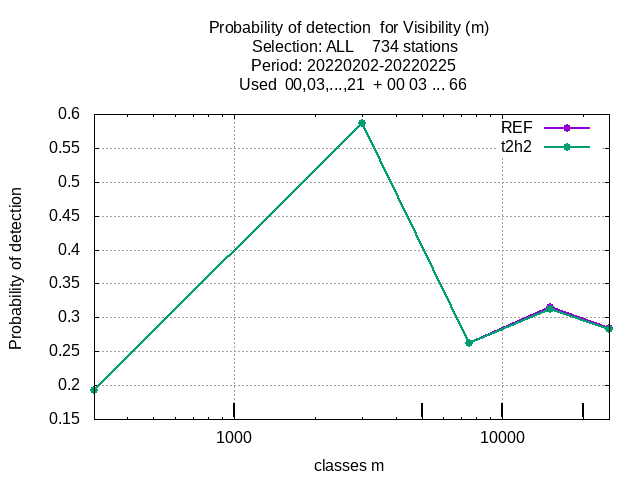 Probability of detection  for Visibility (m)
Selection: ALL    734 stations
Period: 20220202-20220225
Used  00,03,...,21  + 00 03 ... 66
REF
t2h2
0.6
0.55
0.5
0.45
0.4
0.35
0.3
0.25
0.2
0.15
Probability of detection
1000
10000
classes m